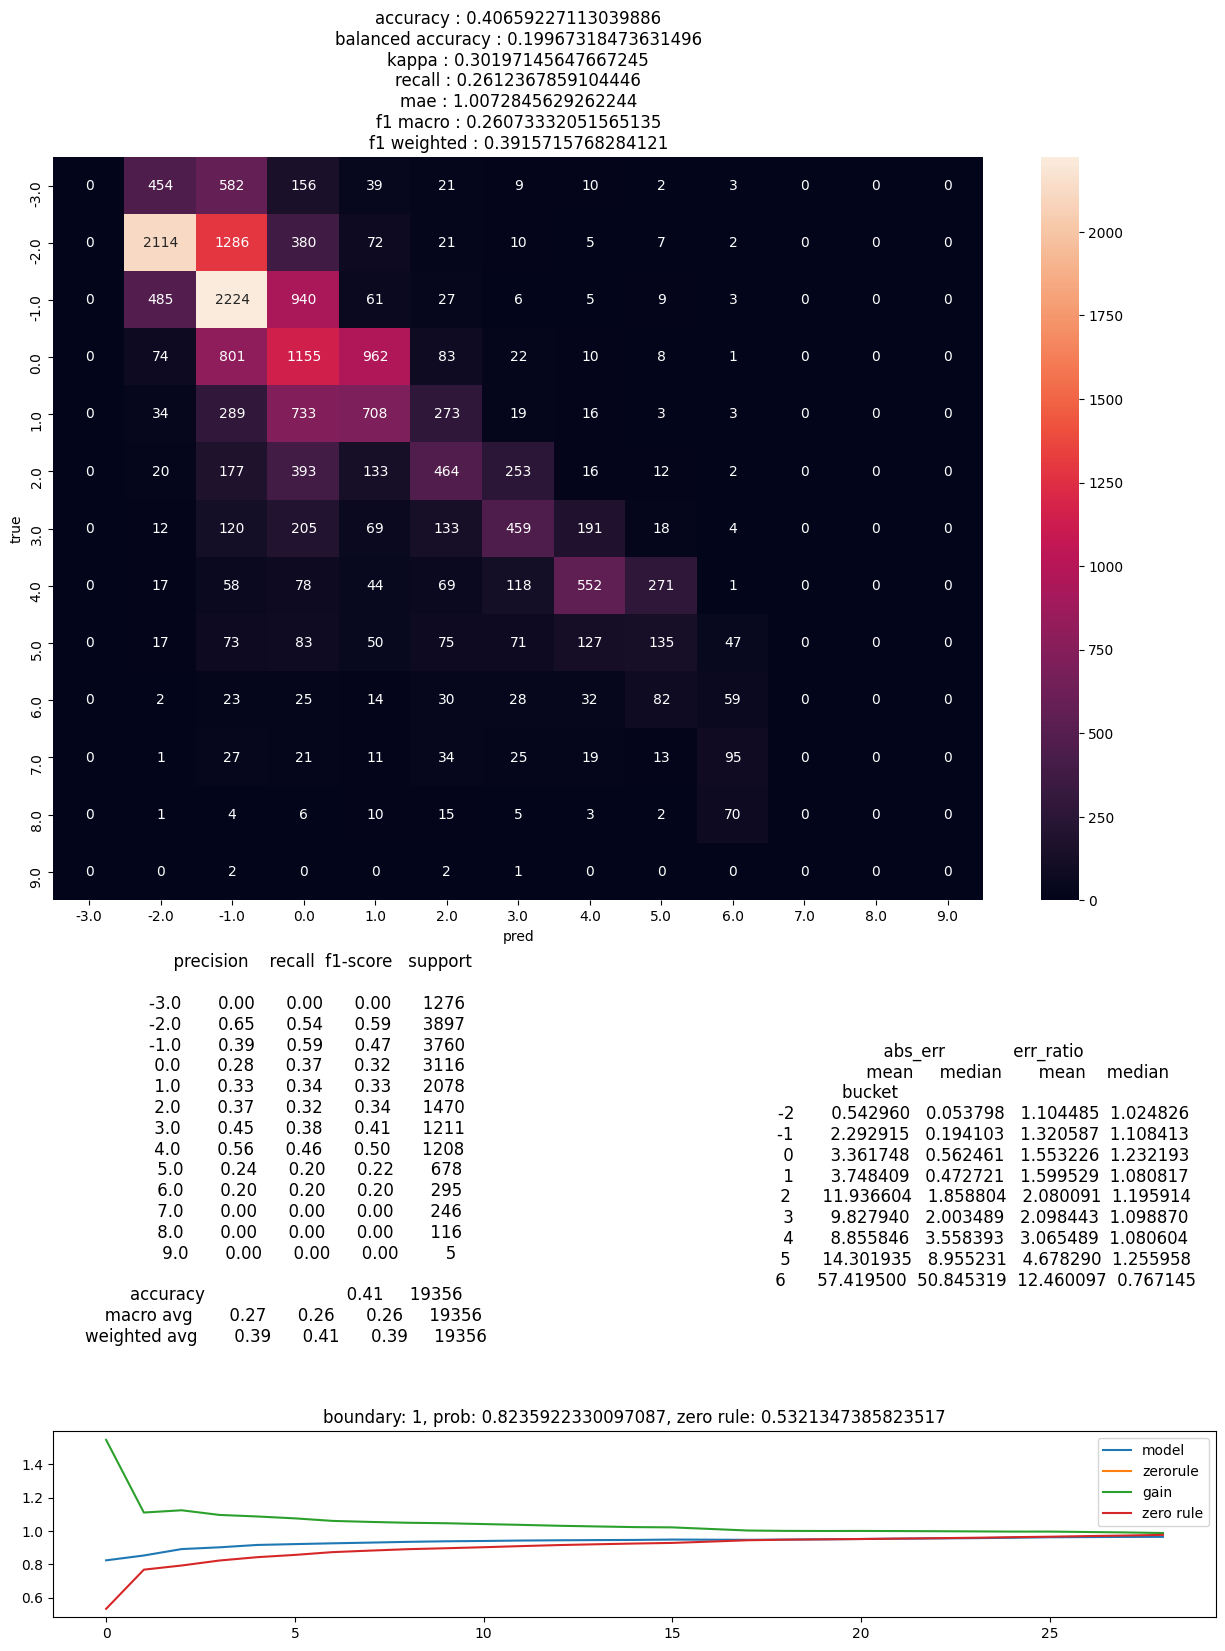 accuracy : 0.40659227113039886
balanced accuracy : 0.19967318473631496
kappa : 0.30197145647667245
recall : 0.2612367859104446
mae : 1.0072845629262244
f1 macro : 0.26073332051565135
f1 weighted : 0.3915715768284121
-3.0 0 454 582 156 39 21 9 10 2 3 0 0 0
-2.0 0 2114 1286 380 72 21 10 5 7 2 0 0 0
-1.0 0 485 2224 940 61 27 6 5 9 3 0 0 0
0.0 0 74 801 1155 962 83 22 10 8 1 0 0 0
1.0 0 34 289 733 708 273 19 16 3 3 0 0 0
2.0 0 20 177 393 133 464 253 16 12 2 0 0 0
3.0 0 12 120 205 69 133 459 191 18 4 0 0 0
4.0 0 17 58 78 44 69 118 552 271 1 0 0 0
5.0 0 17 73 83 50 75 71 127 135 47 0 0 0
6.0 0 2 23 25 14 30 28 32 82 59 0 0 0
7.0 0 1 27 21 11 34 25 19 13 95 0 0 0
8.0 0 1 4 6 10 15 5 3 2 70 0 0 0
9.0 0 0 2 0 0 2 1 0 0 0 0 0 0
true
-3.0 -2.0 -1.0 0.0 1.0 2.0 3.0 4.0 5.0 6.0 7.0 8.0 9.0
pred
2000
1750
1500
1250
1000
750
500
250
0
precision recall f1-score support
-3.0 0.00 0.00 0.00 1276
-2.0 0.65 0.54 0.59 3897
-1.0 0.39 0.59 0.47 3760
0.0 0.28 0.37 0.32 3116
1.0 0.33 0.34 0.33 2078
2.0 0.37 0.32 0.34 1470
3.0 0.45 0.38 0.41 1211
4.0 0.56 0.46 0.50 1208
5.0 0.24 0.20 0.22 678
6.0 0.20 0.20 0.20 295
7.0 0.00 0.00 0.00 246
8.0 0.00 0.00 0.00 116
9.0 0.00 0.00 0.00 5
accuracy 0.41 19356
macro avg 0.27 0.26 0.26 19356
weighted avg 0.39 0.41 0.39 19356
abs_err err_ratio
mean median mean median
bucket
-2 0.542960 0.053798 1.104485 1.024826
-1 2.292915 0.194103 1.320587 1.108413
0 3.361748 0.562461 1.553226 1.232193
1 3.748409 0.472721 1.599529 1.080817
2 11.936604 1.858804 2.080091 1.195914
3 9.827940 2.003489 2.098443 1.098870
4 8.855846 3.558393 3.065489 1.080604
5 14.301935 8.955231 4.678290 1.255958
6 57.419500 50.845319 12.460097 0.767145
boundary: 1, prob: 0.8235922330097087, zero rule: 0.5321347385823517
1.4
1.2
1.0
0.8
0.6
model
zerorule
gain
zero rule
0 5 10 15 20 25